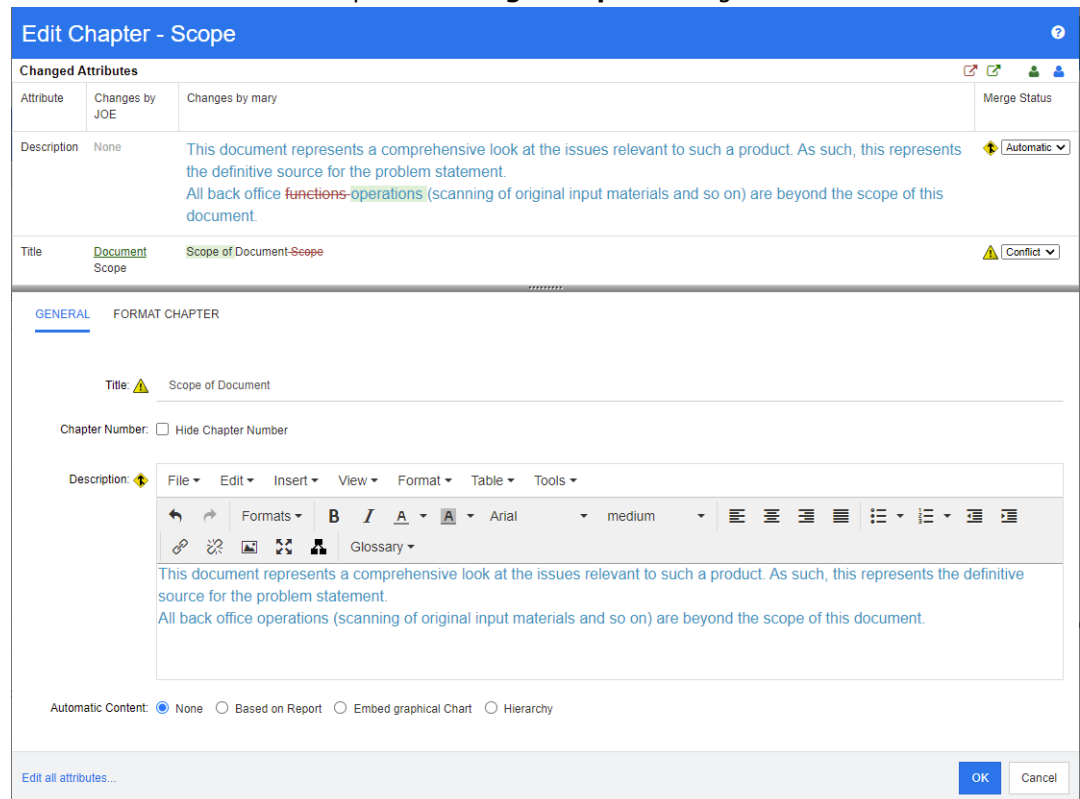 Edit Chapter - Scope
?
Changed Attributes
Attribute
Changes by JOE
Changes by mary
Merge Status
Description
None
This document represents a comprehensive look at the issues relevant to such a product. As such, this represents
the definitive source for the problem statement.
All back office functions operations (scanning of original input materials and so on) are beyond the scope of this
document.
Automatic
Title
Document Scope
Scope of Document Scope
Conflict
GENERAL FORMAT CHAPTER
Title: Scope of Document
Chapter Number: Hide Chapter Number
Description: File Edit Insert View Format Table Tools
Formats B I A A Arial medium
Glossary
This document represents a comprehensive look at the issues relevant to such a product. As such, this represents the definitive
source for the problem statement.
All back office operations (scanning of original input materials and so on) are beyond the scope of this document.
Automatic Content: None Based on Report Embed graphical Chart Hierarchy
Edit all attributes... OK Cancel